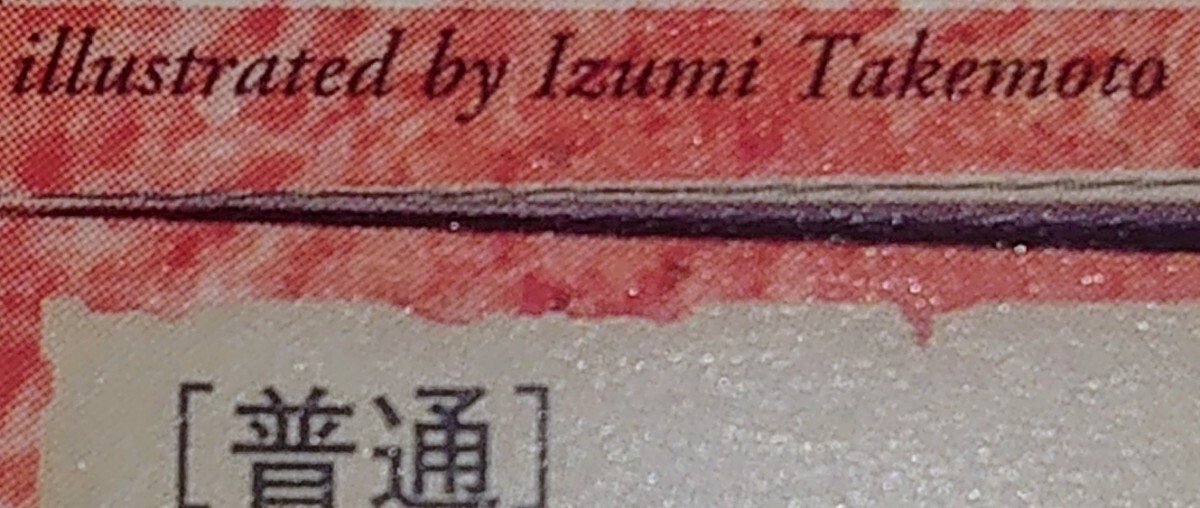 illustrated by Izumi Takemoto
[普通]